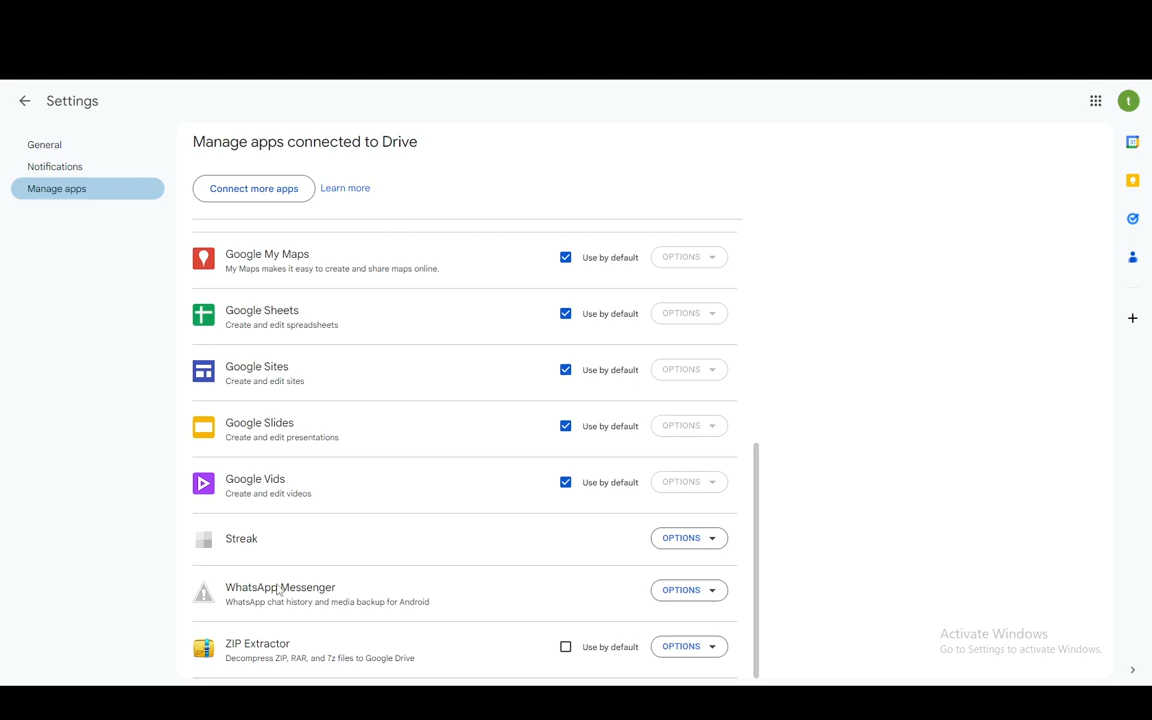 Settings
t
General
Notifications
Manage apps
Manage apps connected to Drive
Connect more apps Learn more
Google My Maps
My Maps makes it easy to create and share maps online.
Use by default OPTIONS
Google Sheets
Create and edit spreadsheets
Use by default OPTIONS
Google Sites
Create and edit sites
Use by default OPTIONS
Google Slides
Create and edit presentations
Use by default OPTIONS
Google Vids
Create and edit videos
Use by default OPTIONS
Streak
OPTIONS
WhatsApp Messenger
WhatsApp chat history and media backup for Android
OPTIONS
ZIP Extractor
Decompress ZIP, RAR, and 7z files to Google Drive
Use by default OPTIONS
Activate Windows
Go to Settings to activate Windows.